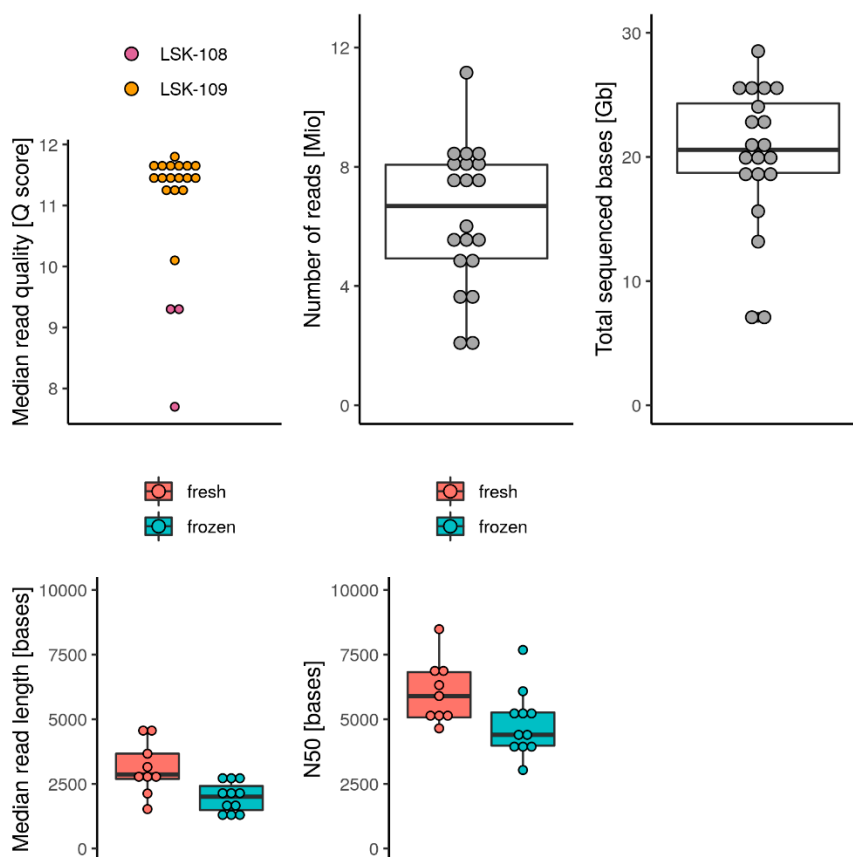 LSK-108
LSK-109
Median read quality [Q score]
12
11
10
9
8
Number of reads [Mio]
12
8
4
0
Total sequenced bases [Gb]
30
20
10
0
fresh
frozen
Median read length [bases]
10000
7500
5000
2500
0
fresh
frozen
N50 [bases]
10000
7500
5000
2500
0